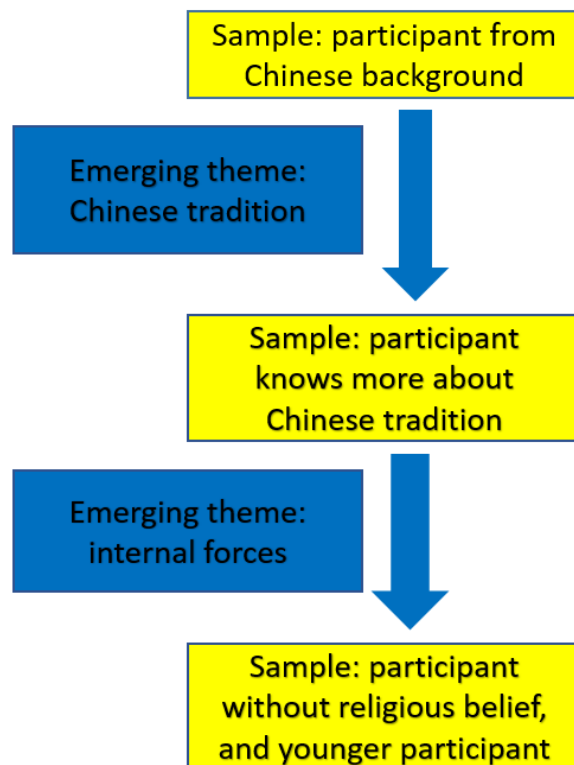 Sample: participant from
Chinese background
Emerging theme:
Chinese tradition
Sample: participant
knows more about
Chinese tradition
Emerging theme:
internal forces
Sample: participant
without religious belief,
and younger participant